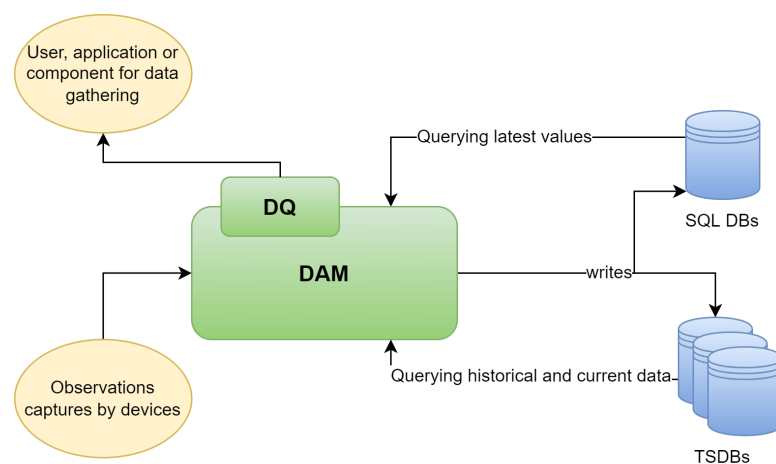 User, application or
component for data
gathering
Querying latest values
DQ
SQL DBs
DAM
writes
Querying historical and current data
Observations
captures by devices
TSDBs